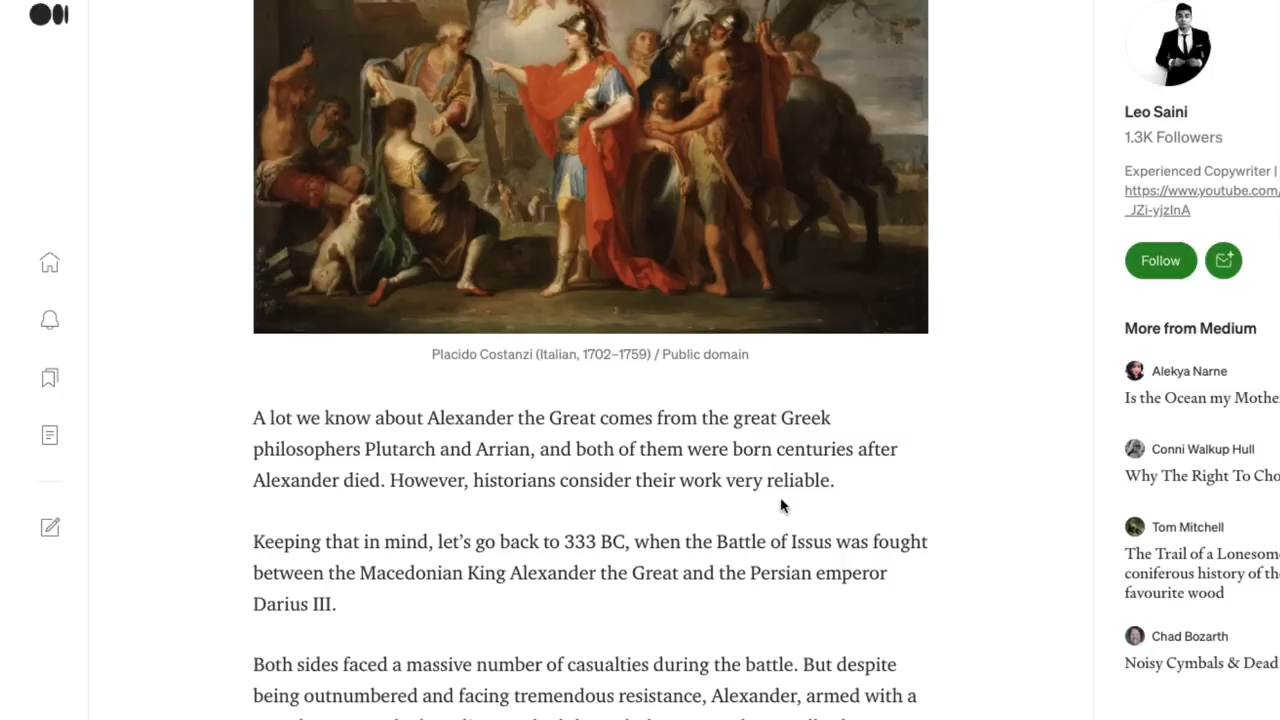 Placido Costanzi (Italian, 1702–1759) / Public domain
A lot we know about Alexander the Great comes from the great Greek
philosophers Plutarch and Arrian, and both of them were born centuries after
Alexander died. However, historians consider their work very reliable.
Keeping that in mind, let’s go back to 333 BC, when the Battle of Issus was fought
between the Macedonian King Alexander the Great and the Persian emperor
Darius III.
Both sides faced a massive number of casualties during the battle. But despite
being outnumbered and facing tremendous resistance, Alexander, armed with a
Leo Saini
1.3K Followers
Experienced Copywriter |
https://www.youtube.com/
_JZi-yjzInA
Follow
More from Medium
Alekya Narne
Is the Ocean my Mothe
Conni Walkup Hull
Why The Right To Cho
Tom Mitchell
The Trail of a Lonesome
coniferous history of the
favourite wood
Chad Bozarth
Noisy Cymbals & Dead